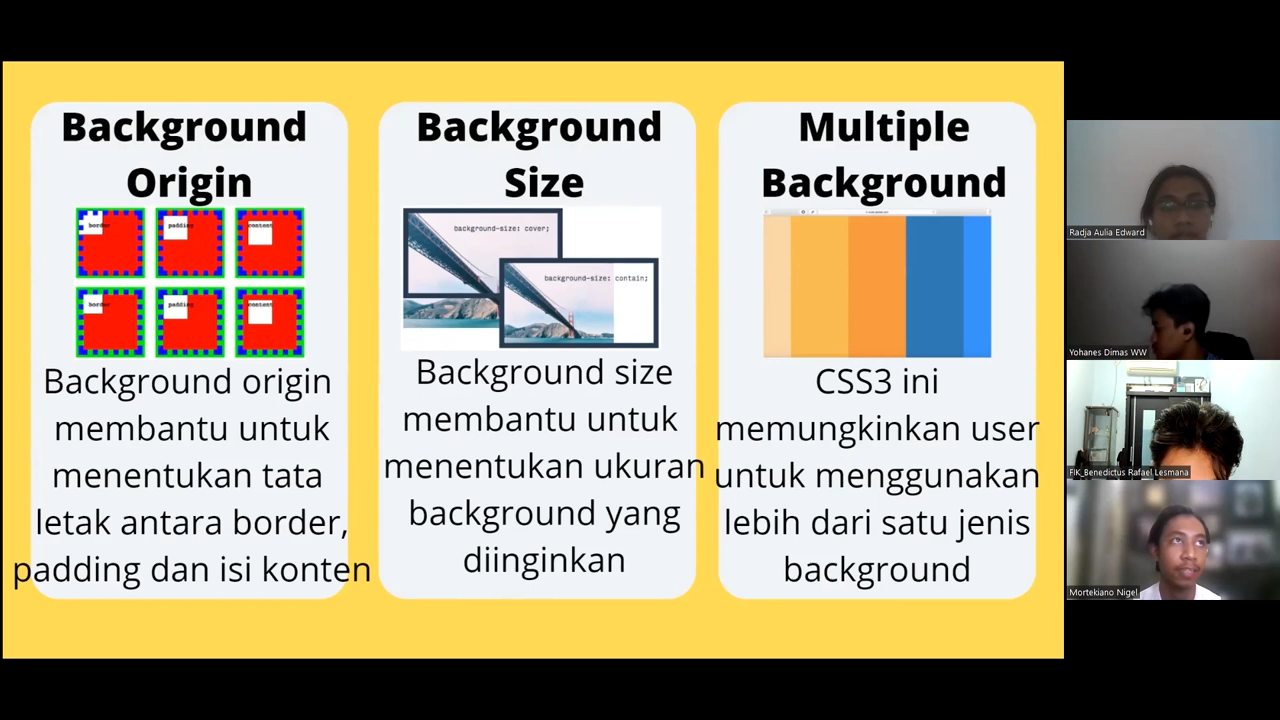 Background
Origin
border
padding
content
border
padding
content
Background origin
membantu untuk
menentukan tata
letak antara border,
padding dan isi konten
Background
Size
background-size: cover;
background-size: contain;
Background size
membantu untuk
menentukan ukuran
background yang
diinginkan
Multiple
Background
CSS3 ini
memungkinkan user
untuk menggunakan
lebih dari satu jenis
background
Radja Aulia Edward
Yohanes Dimas WW
FIK_Benedictus Rafael Lesmana
Mortekiano Nigel